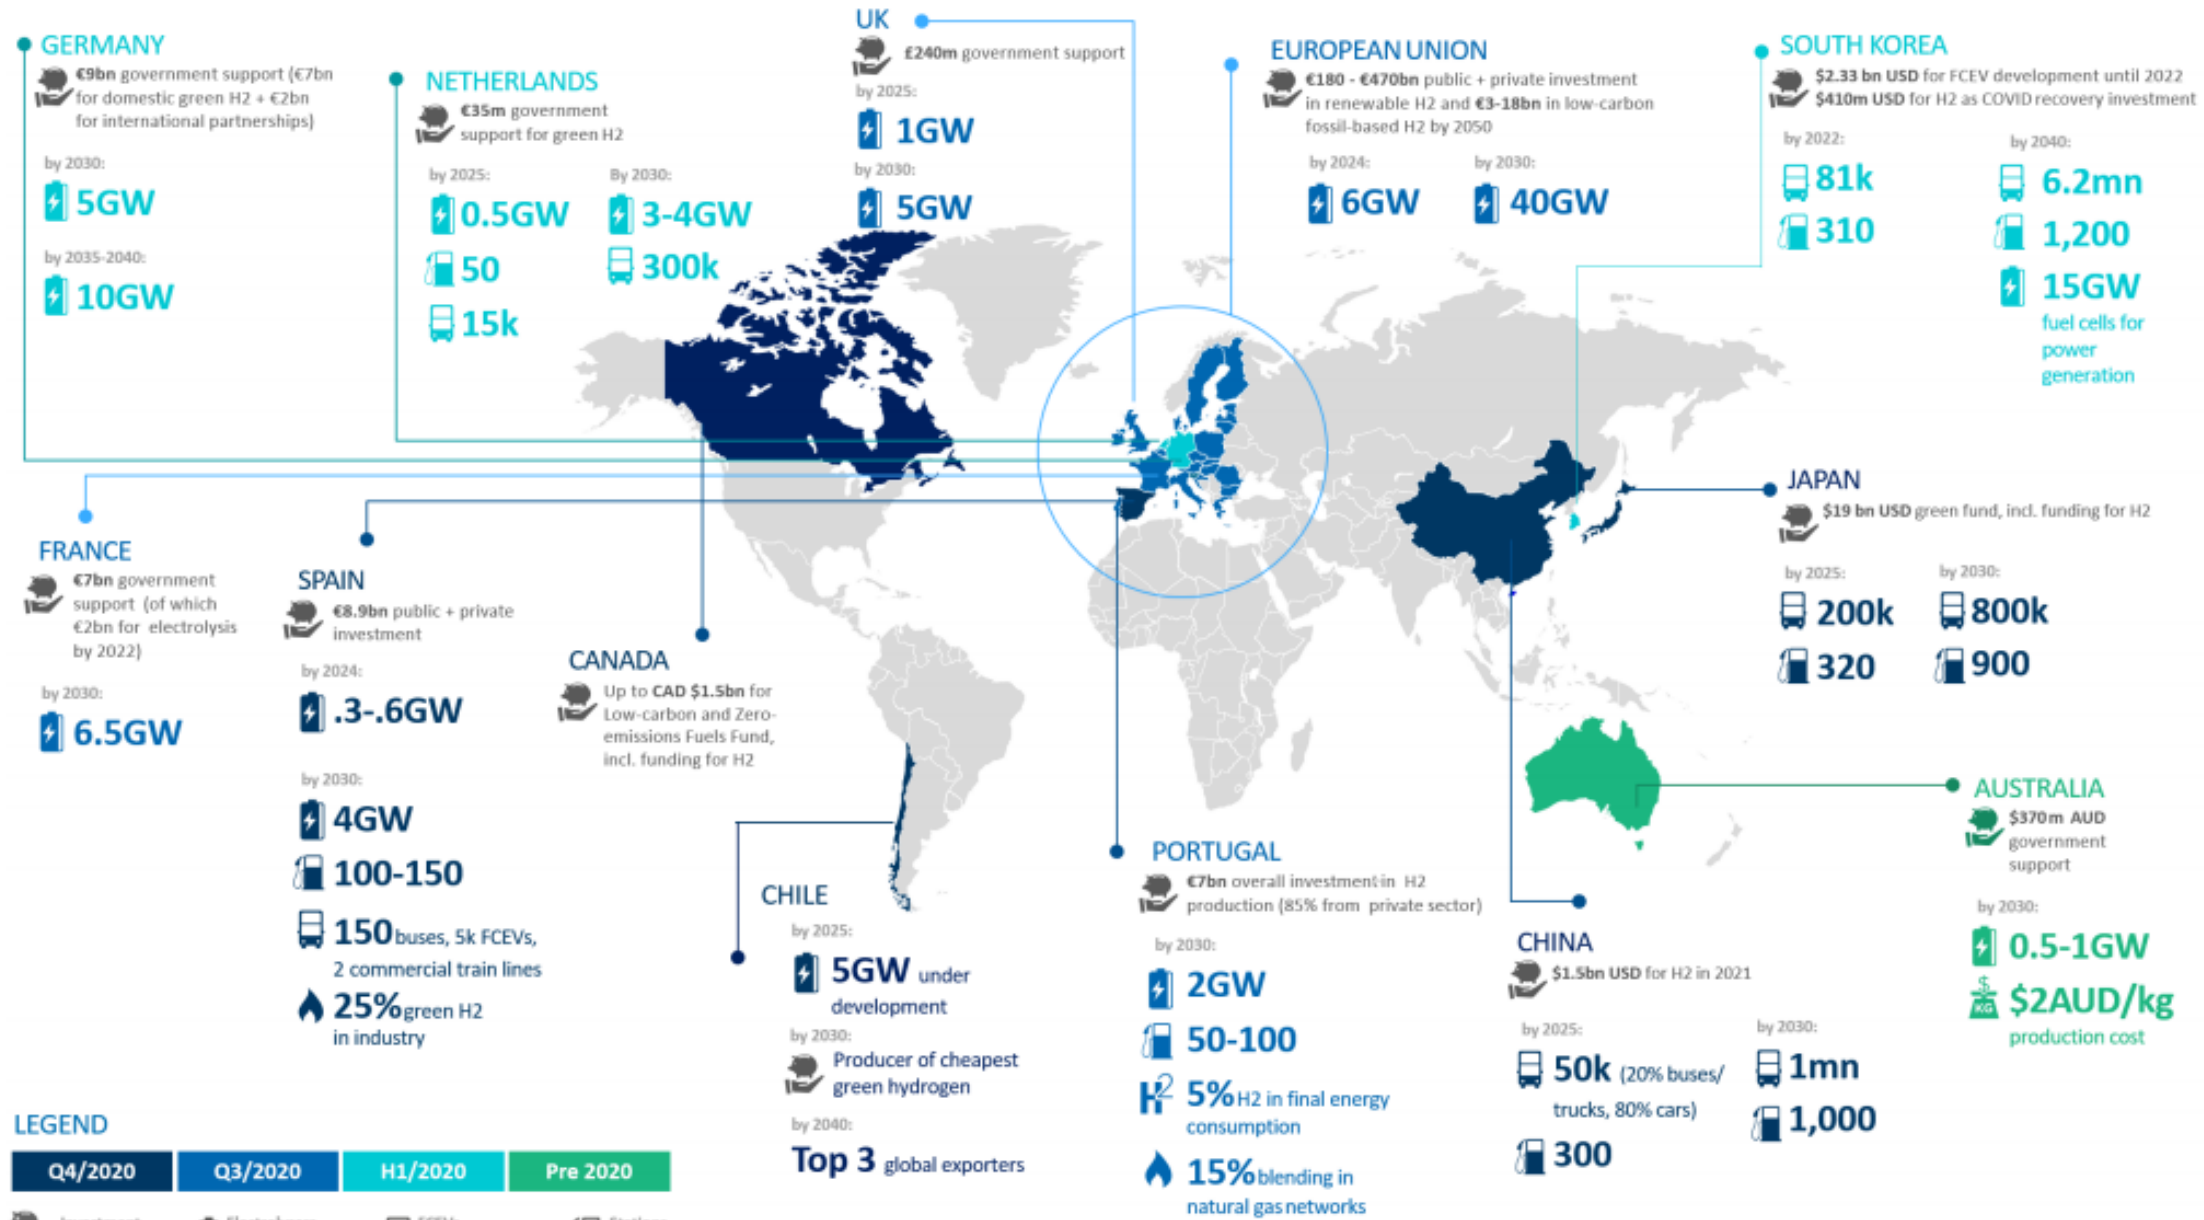 GERMANY
€9bn government support (€7bn
for domestic green H2 + €2bn
for international partnerships)
by 2030:
5GW
by 2035-2040:
10GW
NETHERLANDS
€35m government
support for green H2
by 2025:
0.5GW
50
15k
By 2030:
3-4GW
300k
UK
£240m government support
by 2025:
1GW
by 2030:
5GW
EUROPEAN UNION
€180 - €470bn public + private investment
in renewable H2 and €3-18bn in low-carbon
fossil-based H2 by 2050
by 2024:
6GW
by 2030:
40GW
SOUTH KOREA
$2.33 bn USD for FCEV development until 2022
$410m USD for H2 as COVID recovery investment
by 2022:
81k
310
by 2040:
6.2mn
1,200
15GW
fuel cells for
power
generation
FRANCE
€7bn government
support (of which
€2bn for electrolysis
by 2022)
by 2030:
6.5GW
SPAIN
€8.9bn public + private
investment
by 2024:
.3-.6GW
by 2030:
4GW
100-150
150 buses, 5k FCEVs,
2 commercial train lines
25% green H2
in industry
CANADA
Up to CAD $1.5bn for
Low-carbon and Zero-
emissions Fuels Fund,
incl. funding for H2
CHILE
by 2025:
5GW under
development
by 2030:
Producer of cheapest
green hydrogen
by 2040:
Top 3 global exporters
PORTUGAL
€7bn overall investment in H2
production (85% from private sector)
by 2030:
2GW
50-100
H2 5% H2 in final energy
consumption
15% blending in
natural gas networks
JAPAN
$19 bn USD green fund, incl. funding for H2
by 2025:
200k
320
by 2030:
800k
900
CHINA
$1.5bn USD for H2 in 2021
by 2025:
50k (20% buses/
trucks, 80% cars)
300
by 2030:
1mn
1,000
AUSTRALIA
$370m AUD
government
support
by 2030:
0.5-1GW
$
KG
$2AUD/kg
production cost
LEGEND
Q4/2020
Q3/2020
H1/2020
Pre 2020